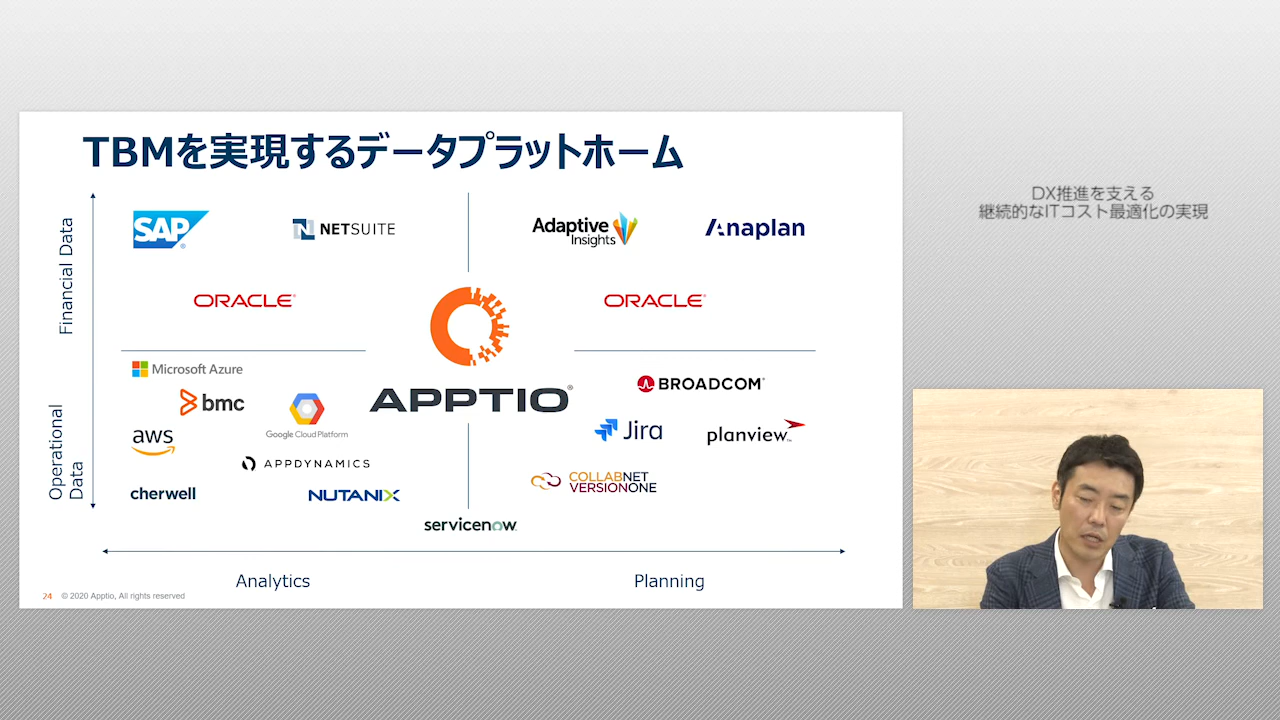 TBMを実現するデータプラットホーム
DX推進を支える
継続的なITコスト最適化の実現
Financial Data
SAP
NETSUITE
Adaptive
Insights
Anaplan
ORACLE
ORACLE
Operational
Data
Microsoft Azure
bmc
Google Cloud Platform
aws
APPDYNAMICS
cherwell
NUTANIX
APPTIO
BROADCOM
Jira
planview
COLLABNET
VERSIONONE
servicenow
Analytics
Planning
24 © 2020 Apptio, All rights reserved